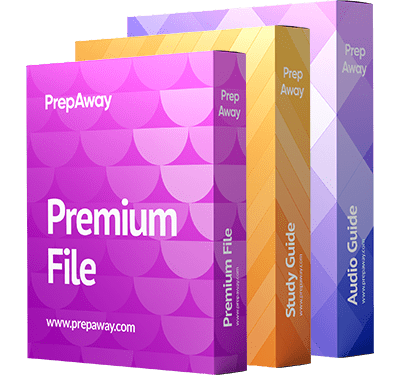 PrepAway
Premium
File
www.prepaway.com
Prep
Away
Premium File
www.prepaway.com
Prep
Away
Study Guide
www.prepaway.com
Prep
Away
Audio Guide
www.prepaway.com